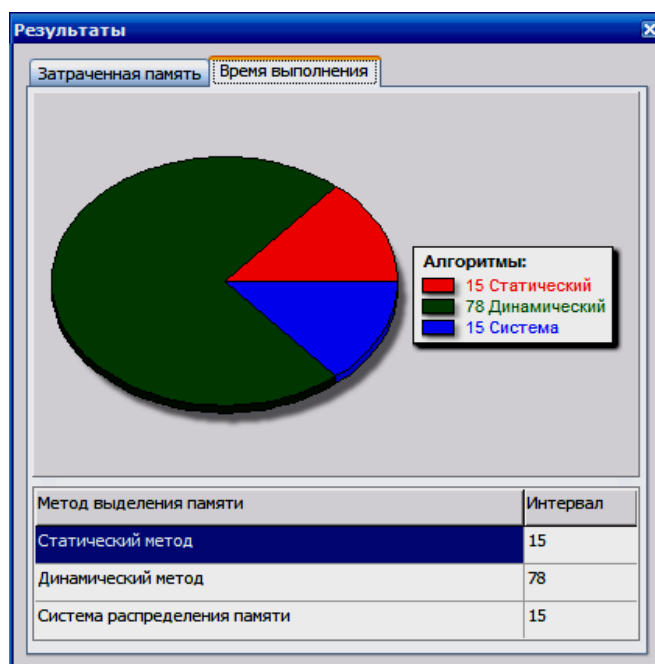 Результаты
Затраченная память
Время выполнения
Алгоритмы:
15 Статический
78 Динамический
15 Система
Метод выделения памяти Интервал
Статический метод 15
Динамический метод 78
Система распределения памяти 15